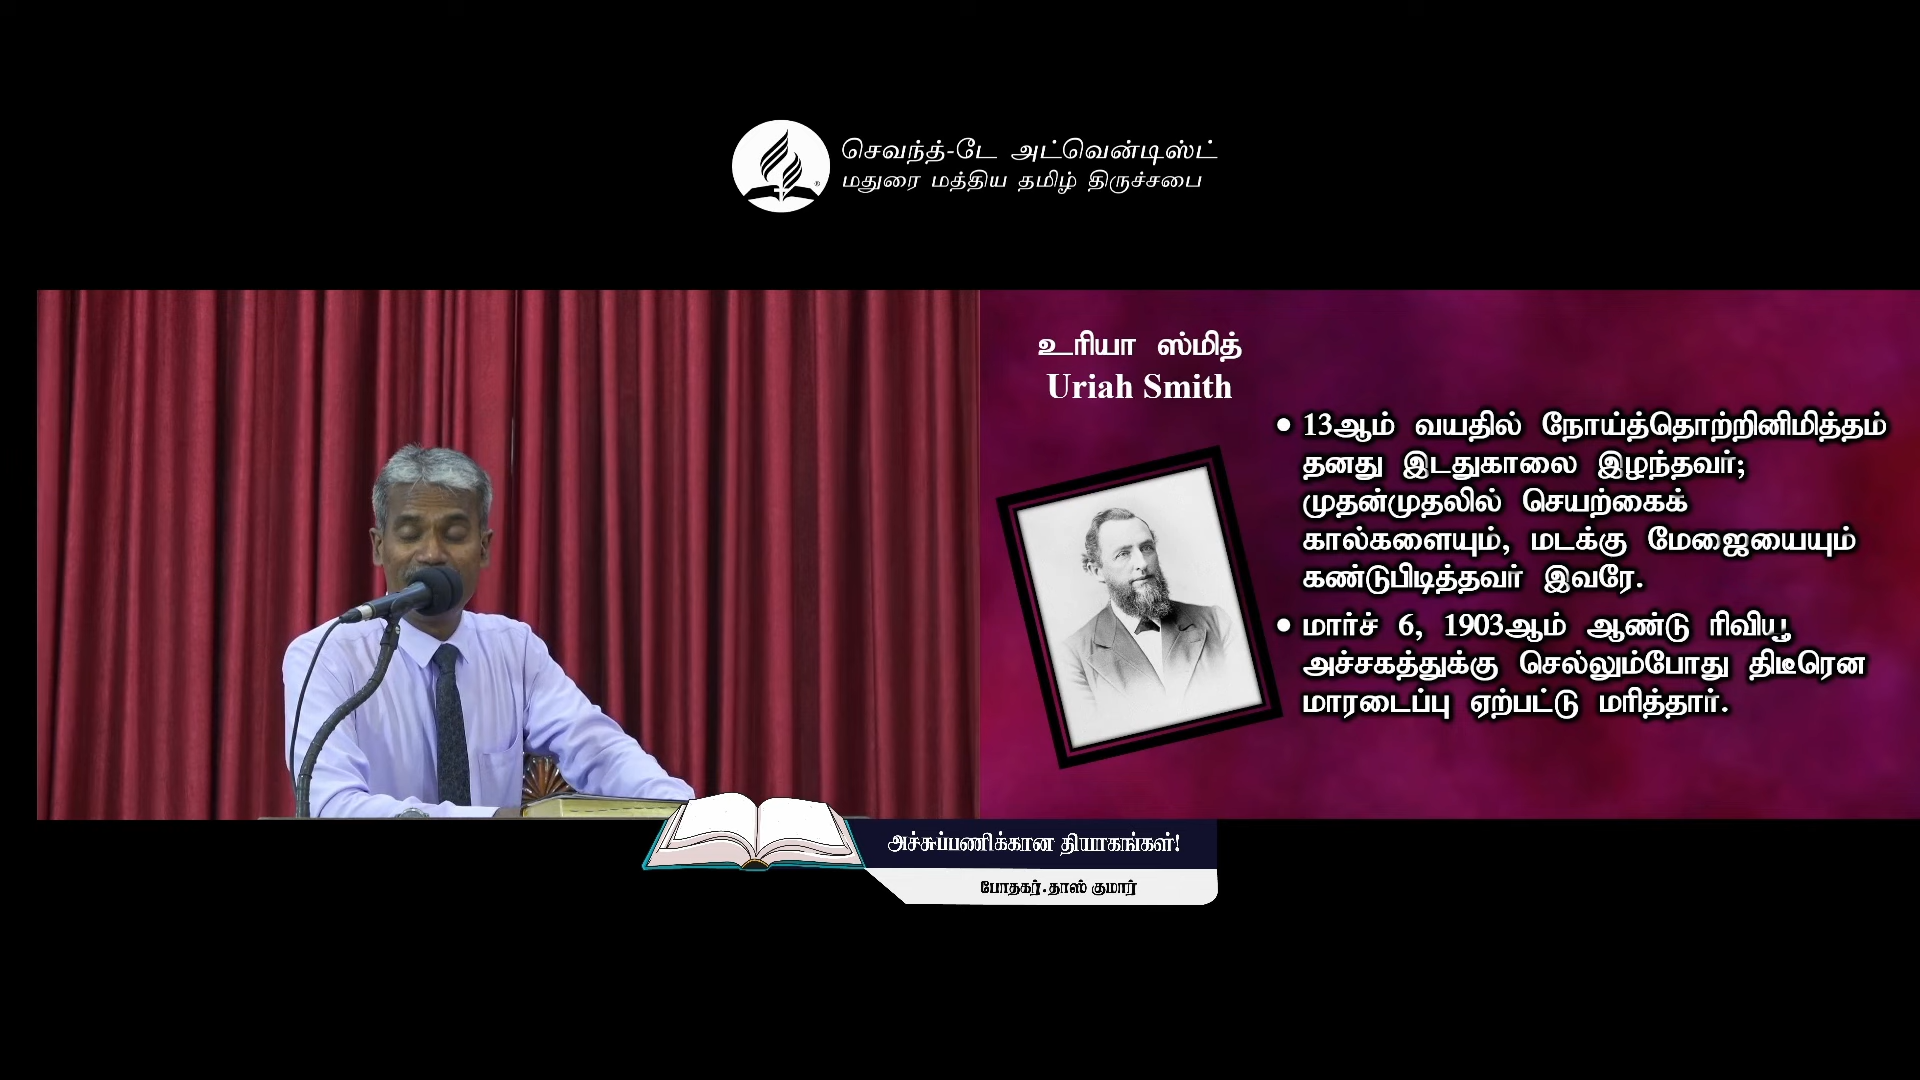 செவந்த்-டே அட்வென்டிஸ்ட்
மதுரை மத்திய தமிழ் திருச்சபை
உரியா ஸ்மித்
Uriah Smith
• 13ஆம் வயதில் நோய்த்தொற்றினிமித்தம்
தனது இடதுகாலை இழந்தவர்;
முதன்முதலில் செயற்கைக்
கால்களையும், மடக்கு மேஜையையும்
கண்டுபிடித்தவர் இவரே.
• மார்ச் 6, 1903ஆம் ஆண்டு ரிவியூ
அச்சகத்துக்கு செல்லும்போது திடீரென
மாரடைப்பு ஏற்பட்டு மரித்தார்.
அச்சுப்பணிக்கான தியாகங்கள்!
போதகர்.தாஸ் குமார்